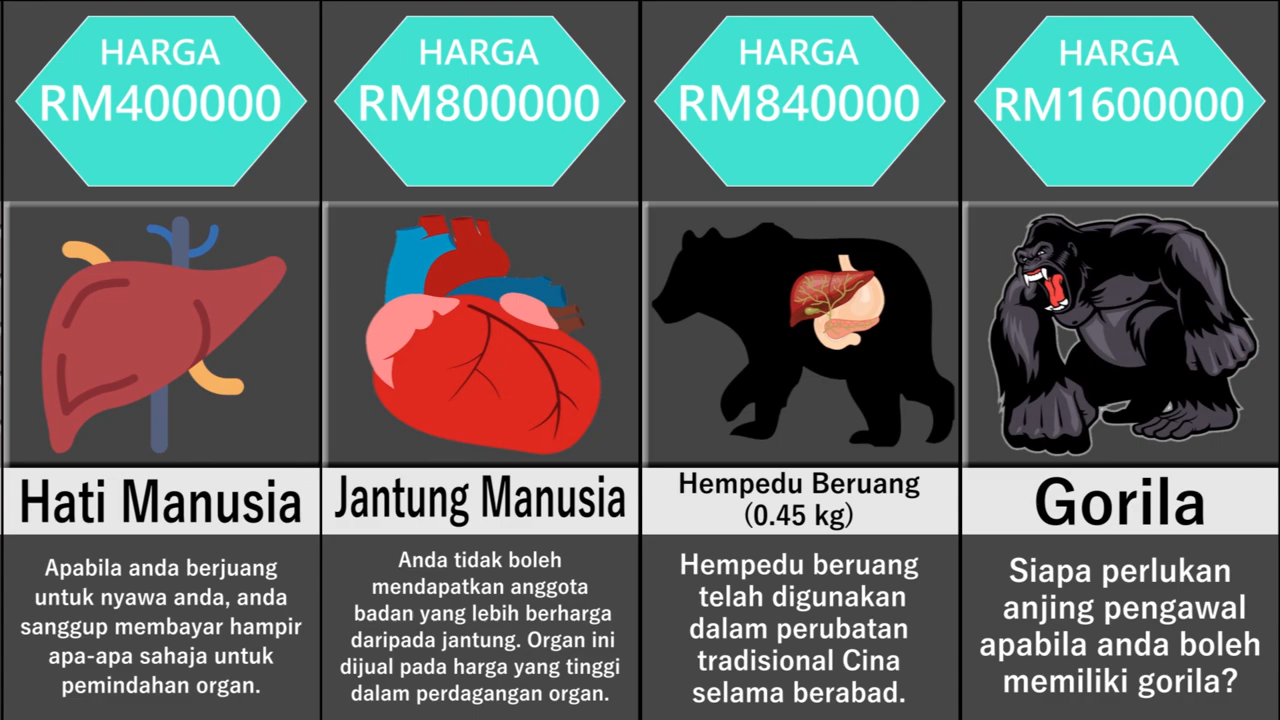 HARGA
RM400000
HARGA
RM800000
HARGA
RM840000
HARGA
RM1600000
Hati Manusia
Apabila anda berjuang
untuk nyawa anda, anda
sanggup membayar hampir
apa-apa sahaja untuk
pemindahan organ.
Jantung Manusia
Anda tidak boleh
mendapatkan anggota
badan yang lebih berharga
daripada jantung. Organ ini
dijual pada harga yang tinggi
dalam perdagangan organ.
Hempedu Beruang
(0.45 kg)
Hempedu beruang
telah digunakan
dalam perubatan
tradisional Cina
selama berabad.
Gorila
Siapa perlukan
anjing pengawal
apabila anda boleh
memiliki gorila?